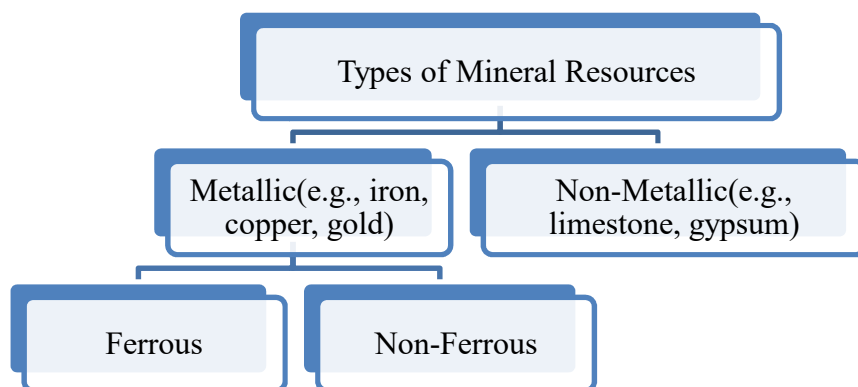 Types of Mineral Resources
Metallic(e.g., iron,
copper, gold)
Non-Metallic(e.g.,
limestone, gypsum)
Ferrous
Non-Ferrous